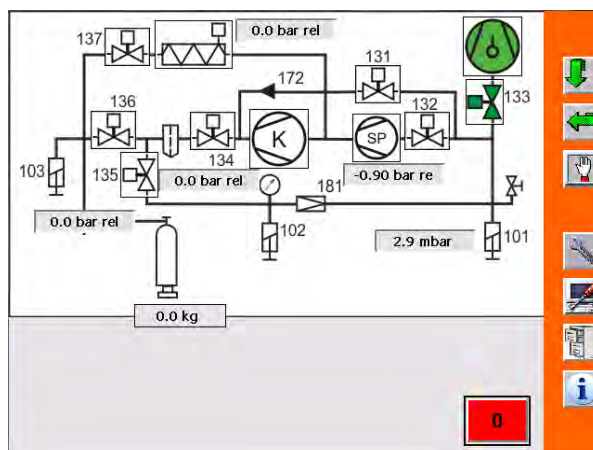 137
0.0 bar rel
131
172
133
136
132
K
SP
134
103
135
0.0 bar rel
-0.90 bar re
181
0.0 bar rel
102
2.9 mbar
101
0.0 kg
i
0